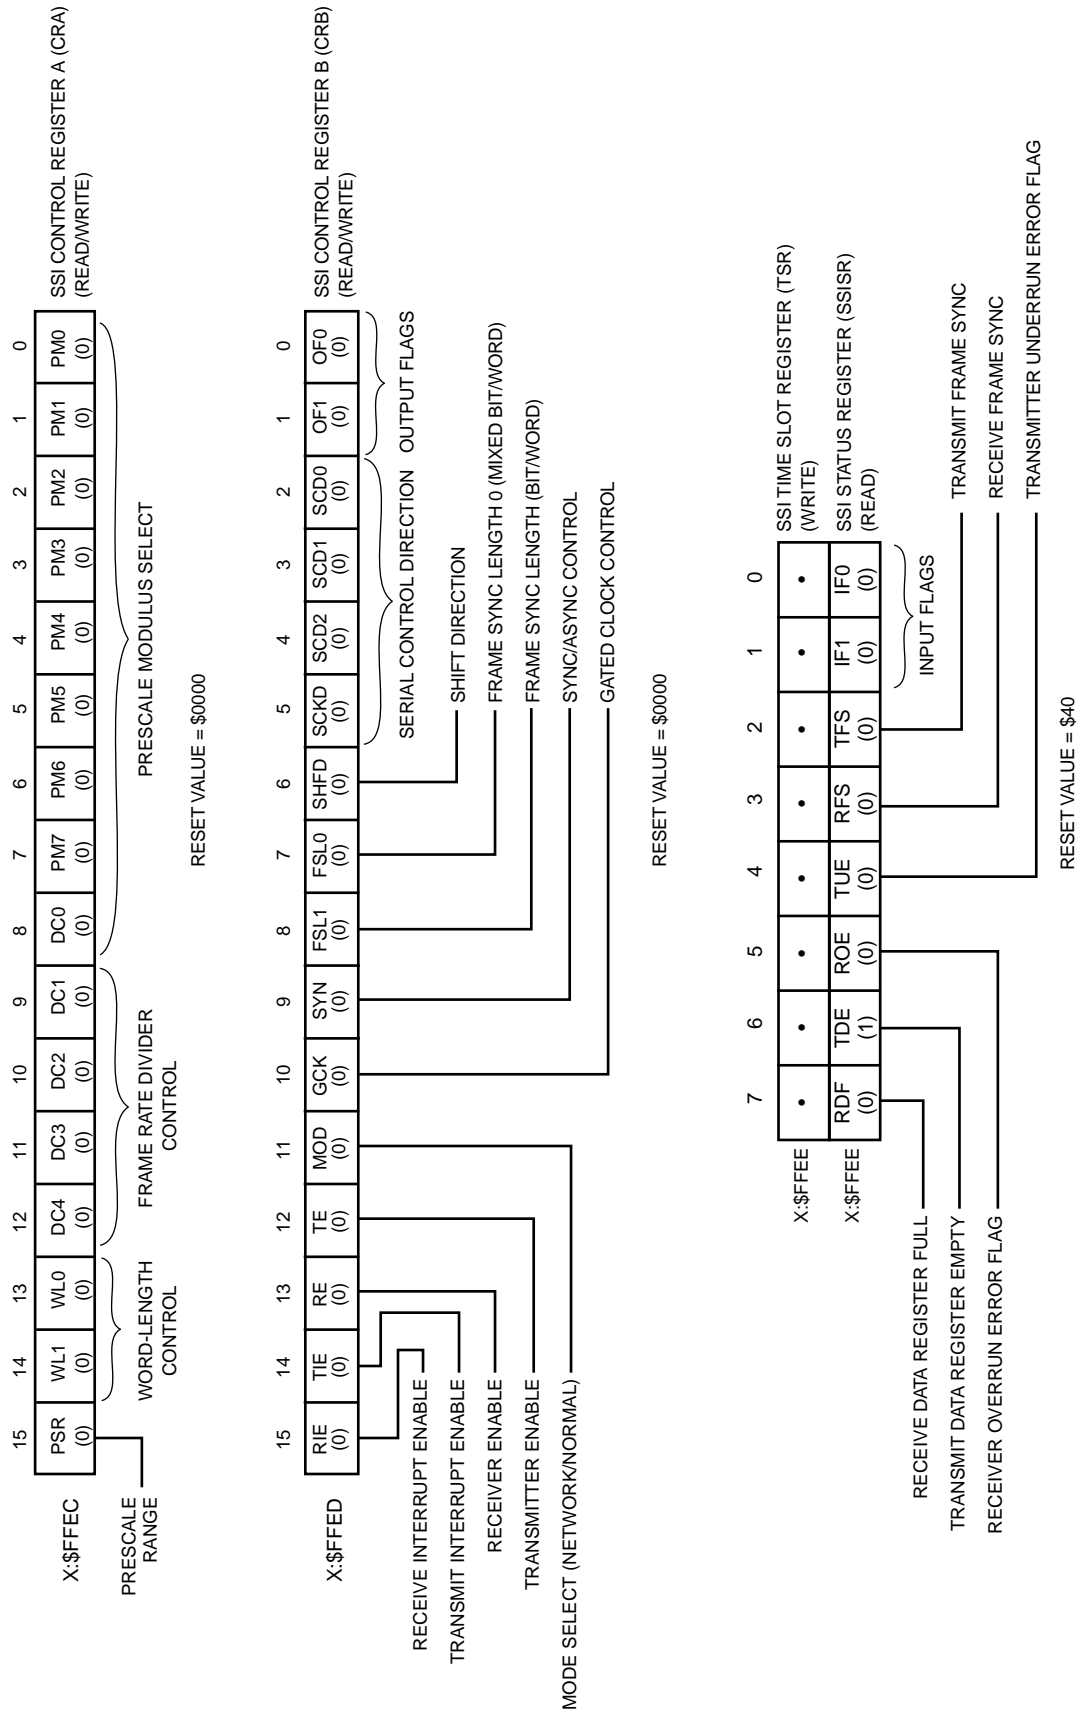 SSI CONTROL REGISTER A (CRA)
(READ/WRITE)
15 14 13 12 11 10 9 8 7 6 5 4 3 2 1 0
X:$FFEC
PSR WL1 WL0 DC4 DC3 DC2 DC1 DC0 PM7 PM6 PM5 PM4 PM3 PM2 PM1 PM0
(0) (0) (0) (0) (0) (0) (0) (0) (0) (0) (0) (0) (0) (0) (0) (0)
PRESCALE
RANGE
WORD-LENGTH
CONTROL
FRAME RATE DIVIDER
CONTROL
PRESCALE MODULUS SELECT
RESET VALUE = $0000
SSI CONTROL REGISTER B (CRB)
(READ/WRITE)
15 14 13 12 11 10 9 8 7 6 5 4 3 2 1 0
X:$FFED
RIE TIE RE TE MOD GCK SYN FSL1 FSL0 SHFD SCKD SCD2 SCD1 SCD0 OF1 OF0
(0) (0) (0) (0) (0) (0) (0) (0) (0) (0) (0) (0) (0) (0) (0) (0)
SERIAL CONTROL DIRECTION
OUTPUT FLAGS
RECEIVE INTERRUPT ENABLE
TRANSMIT INTERRUPT ENABLE
RECEIVER ENABLE
TRANSMITTER ENABLE
MODE SELECT (NETWORK/NORMAL)
SHIFT DIRECTION
FRAME SYNC LENGTH 0 (MIXED BIT/WORD)
FRAME SYNC LENGTH (BIT/WORD)
SYNC/ASYNC CONTROL
GATED CLOCK CONTROL
RESET VALUE = $0000
7 6 5 4 3 2 1 0
X:$FFEE
• • • • • • • •
SSI TIME SLOT REGISTER (TSR)
(WRITE)
X:$FFEE
RDF TDE ROE TUE RFS TFS IF1 IF0
(0) (1) (0) (0) (0) (0) (0) (0)
SSI STATUS REGISTER (SSISR)
(READ)
INPUT FLAGS
RECEIVE DATA REGISTER FULL
TRANSMIT DATA REGISTER EMPTY
RECEIVER OVERRUN ERROR FLAG
TRANSMIT FRAME SYNC
RECEIVE FRAME SYNC
TRANSMITTER UNDERRUN ERROR FLAG
RESET VALUE = $40